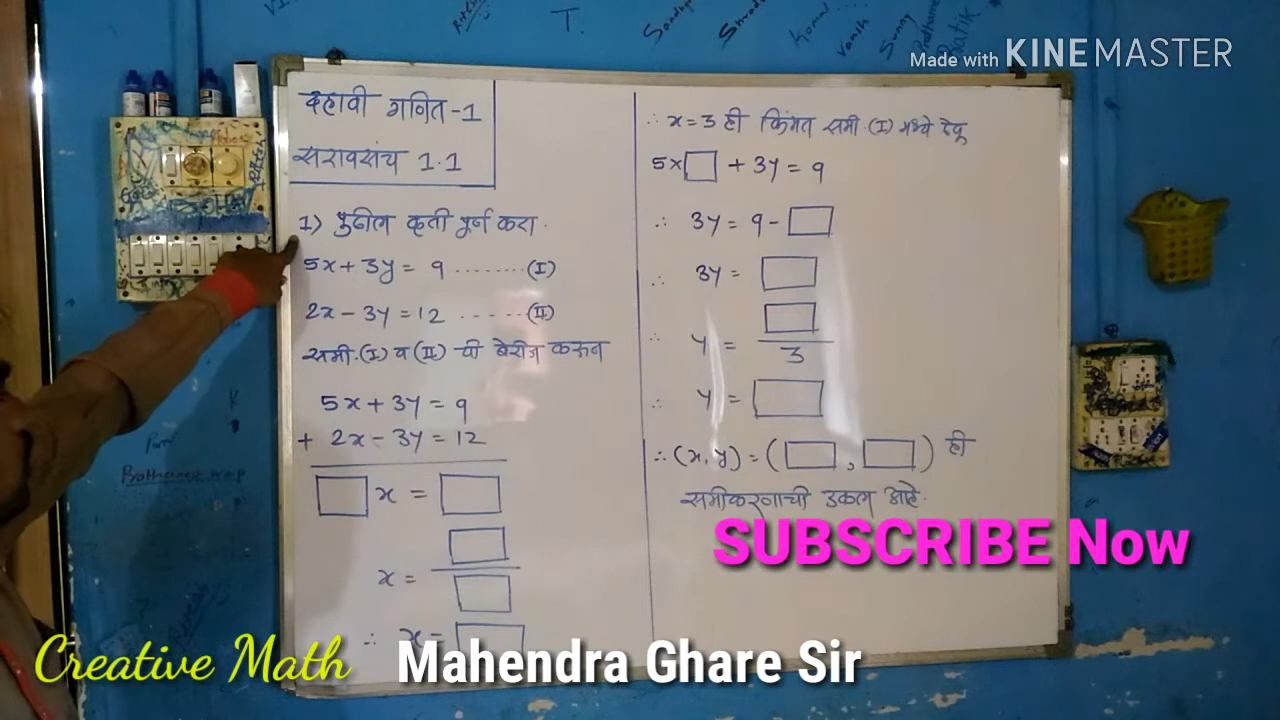 T.
Made with KINEMASTER
दहावी गणित-1
सरावसंच 1.1
1) पुढील कृती पूर्ण करा.
5x + 3y = 9 ........ (I)
2x - 3y = 12 ...... (II)
समी. (I) व (II) ची बेरीज करून
5x + 3y = 9
+ 2x - 3y = 12
□ x = □
x = □/□
∴ x = □
∴ x = 3 ही किंमत समी. (I) मध्ये ठेवू
5x□ + 3y = 9
∴ 3y = 9 - □
∴ 3y = □
∴ y = □/3
∴ y = □
∴ (x, y) = (□, □) ही
समीकरणाची उकल आहे.
SUBSCRIBE Now
Creative Math
Mahendra Ghare Sir